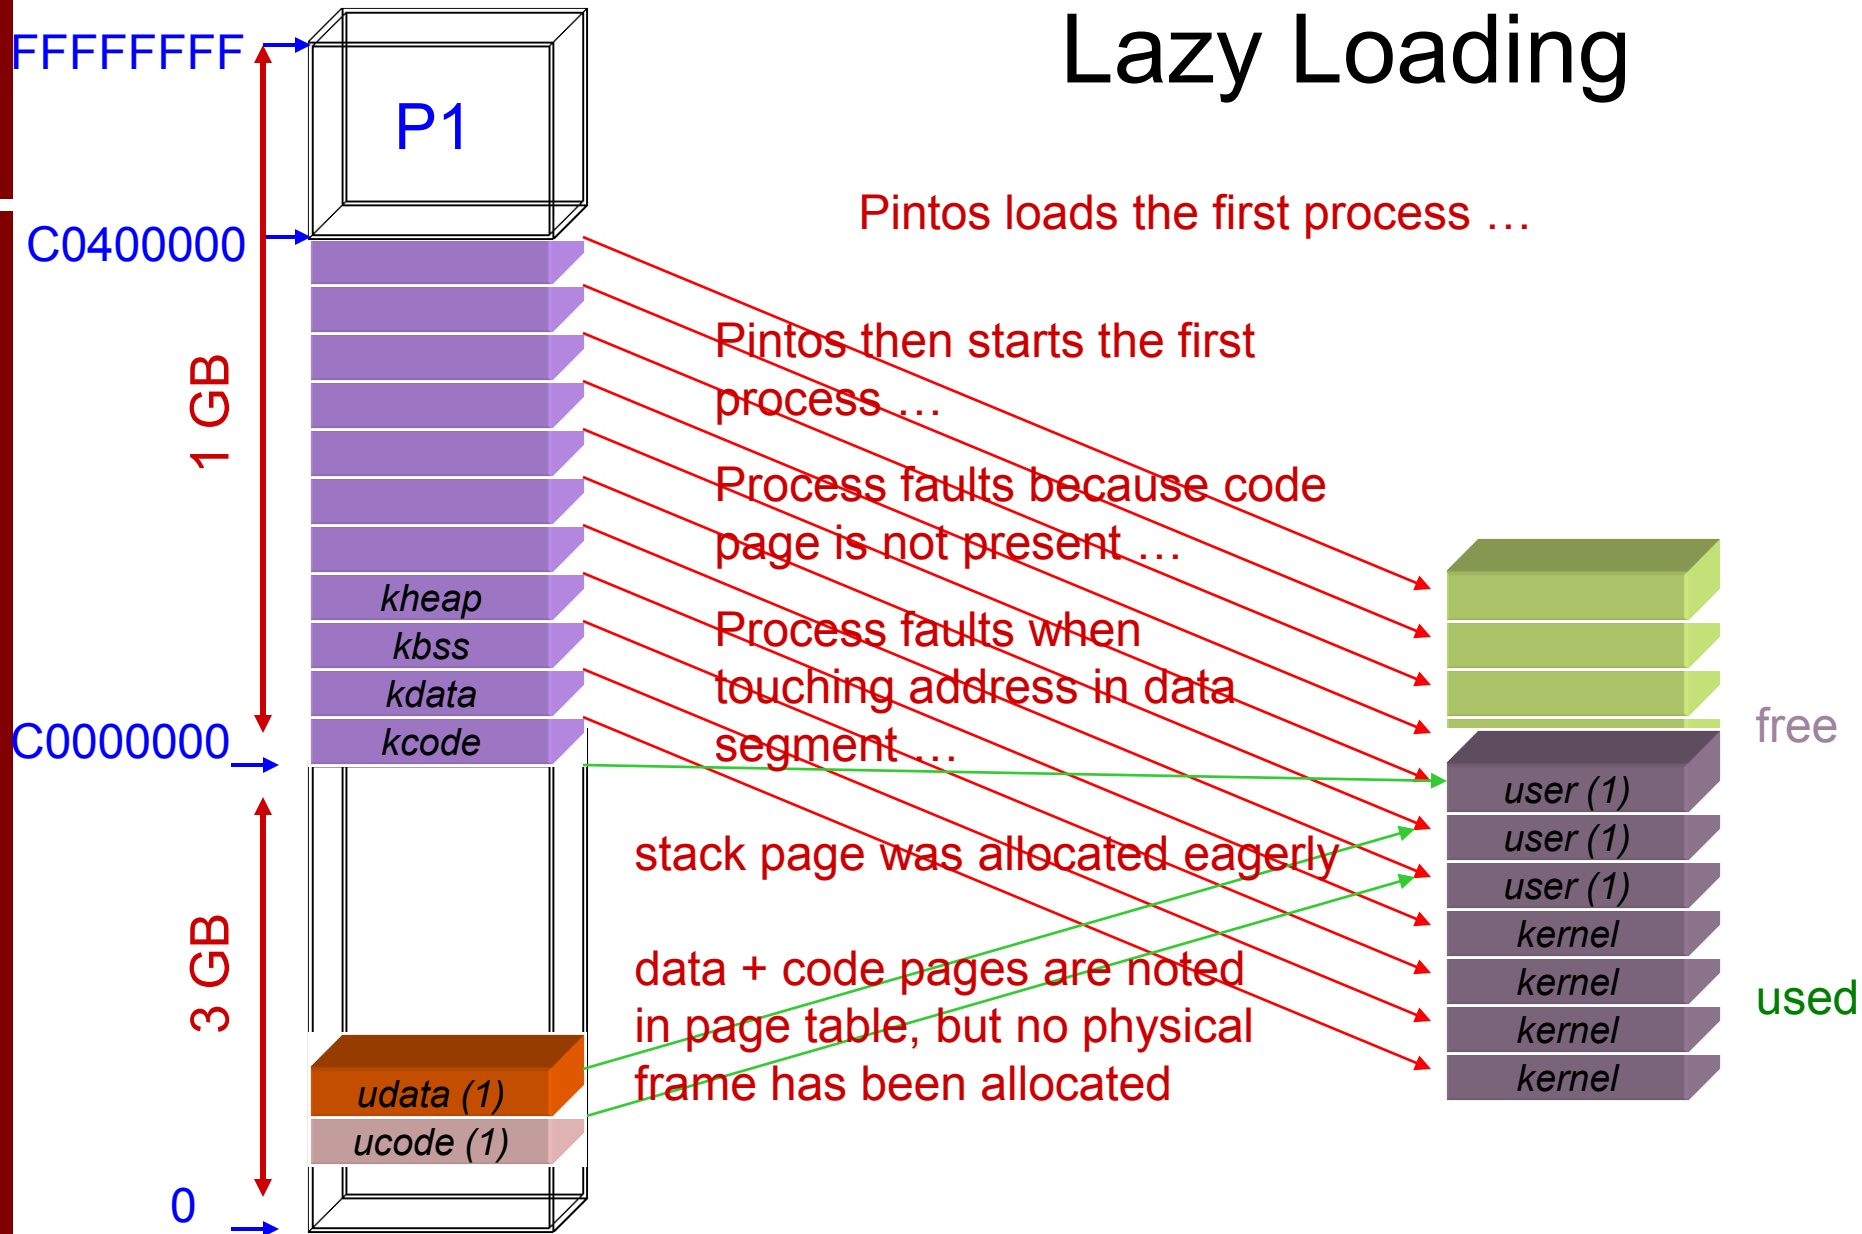 Lazy Loading
FFFFFFFF
P1
Pintos loads the first process …
C0400000
Pintos then starts the first
process …
1 GB
Process faults because code
page is not present …
kheap
kbss
kdata
kcode
C0000000
Process faults when
touching address in data
segment …
free
user (1)
user (1)
user (1)
kernel
kernel
kernel
kernel
used
stack page was allocated eagerly
3 GB
data + code pages are noted
in page table, but no physical
frame has been allocated
udata (1)
ucode (1)
0